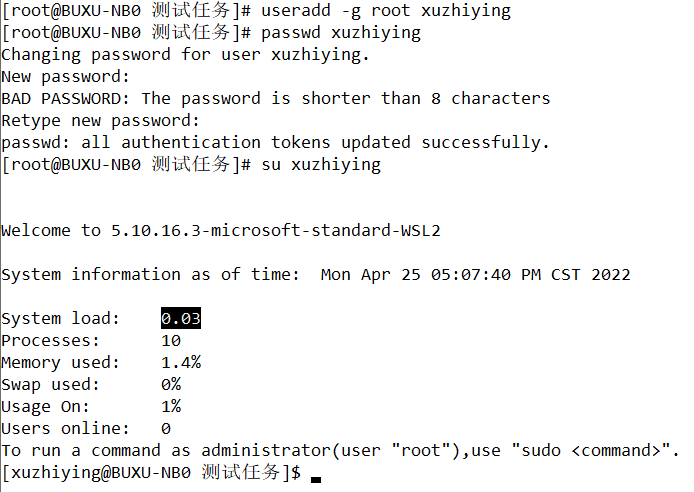 [root@BUXU-NB0 测试任务]# useradd -g root xuzhiying
[root@BUXU-NB0 测试任务]# passwd xuzhiying
Changing password for user xuzhiying.
New password:
BAD PASSWORD: The password is shorter than 8 characters
Retype new password:
passwd: all authentication tokens updated successfully.
[root@BUXU-NB0 测试任务]# su xuzhiying
Welcome to 5.10.16.3-microsoft-standard-WSL2
System information as of time:  Mon Apr 25 05:07:40 PM CST 2022
System load:    0.03
Processes:      10
Memory used:    1.4%
Swap used:      0%
Usage On:       1%
Users online:   0
To run a command as administrator(user "root"),use "sudo <command>".
[xuzhiying@BUXU-NB0 测试任务]$